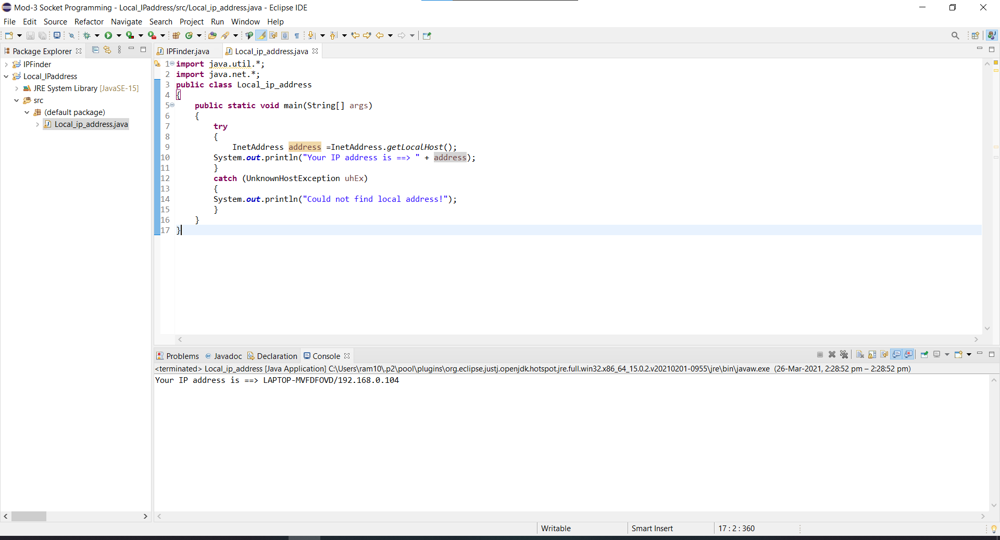 Mod-3 Socket Programming - Local_IPaddress/src/Local_ip_address.java - Eclipse IDE
File Edit Source Refactor Navigate Search Project Run Window Help
Package Explorer
IPFinder
Local_IPaddress
JRE System Library [JavaSE-15]
src
(default package)
Local_ip_address.java
IPFinder.java Local_ip_address.java
1 import java.util.*;
2 import java.net.*;
3 public class Local_ip_address
4 {
5 public static void main(String[] args)
6 {
7 try
8 {
9 InetAddress address =InetAddress.getLocalHost();
10 System.out.println("Your IP address is ==> " + address);
11 }
12 catch (UnknownHostException uhEx)
13 {
14 System.out.println("Could not find local address!");
15 }
16 }
17 }
Problems @ Javadoc Declaration Console
<terminated> Local_ip_address [Java Application] C:\Users\ram10\.p2\pool\plugins\org.eclipse.justj.openjdk.hotspot.jre.full.win32.x86_64_15.0.2.v20210201-0955\jre\bin\javaw.exe (26-Mar-2021, 2:28:52 pm – 2:28:52 pm)
Your IP address is ==> LAPTOP-MVFDFOVD/192.168.0.104
Writable Smart Insert 17 : 2 : 360